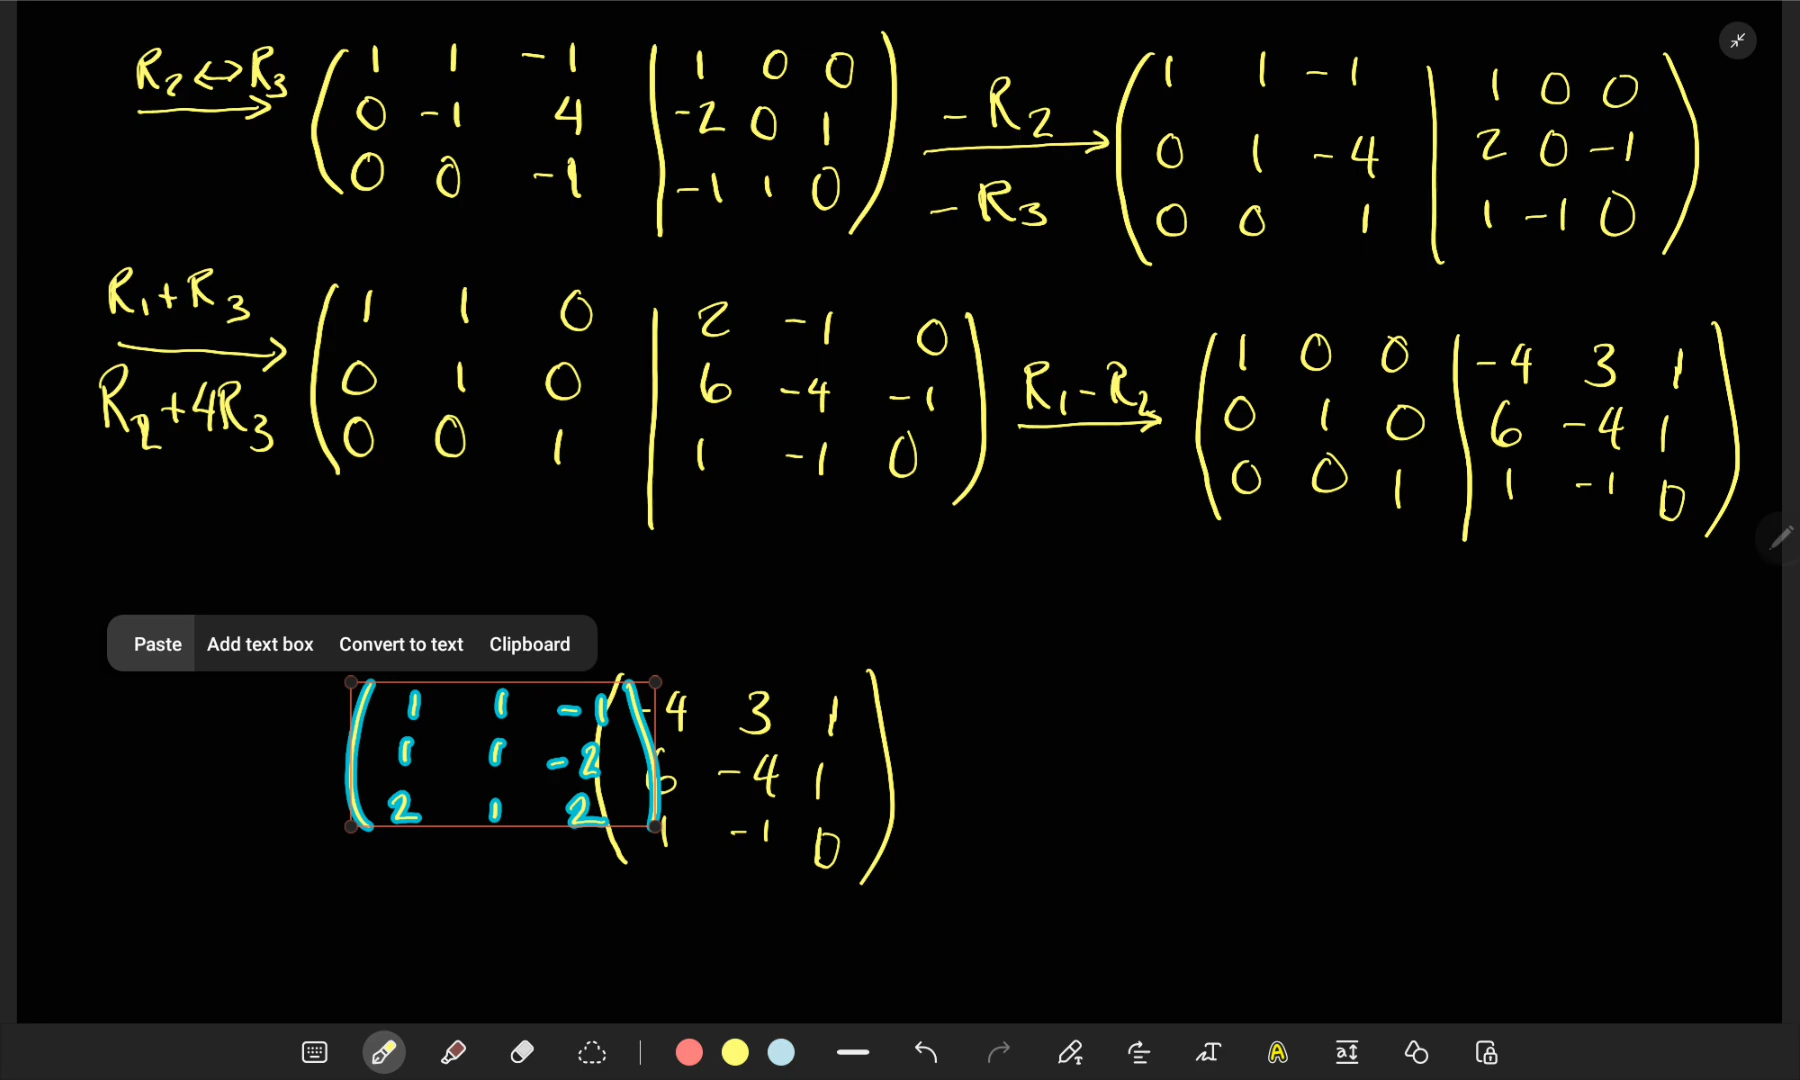 R₂ ↔ R₃ ( 1 1 -1 | 1 0 0 ) -R₂ ( 1 1 -1 | 1 0 0 )
( 0 -1 4 | -2 0 1 ) ( 0 1 -4 | 2 0 -1 )
( 0 0 -1 | -1 1 0 ) -R₃ ( 0 0 1 | 1 -1 0 )
R₁+R₃ ( 1 1 0 | 2 -1 0 ) ( 1 0 0 | -4 3 1 )
R₂+4R₃ ( 0 1 0 | 6 -4 -1 ) R₁-R₂ ( 0 1 0 | 6 -4 1 )
( 0 0 1 | 1 -1 0 ) ( 0 0 1 | 1 -1 0 )
Paste Add text box Convert to text Clipboard
( 1 1 -1 ) ( -4 3 1 )
( 1 1 -2 ) ( 6 -4 1 )
( 2 1 2 ) ( 1 -1 0 )